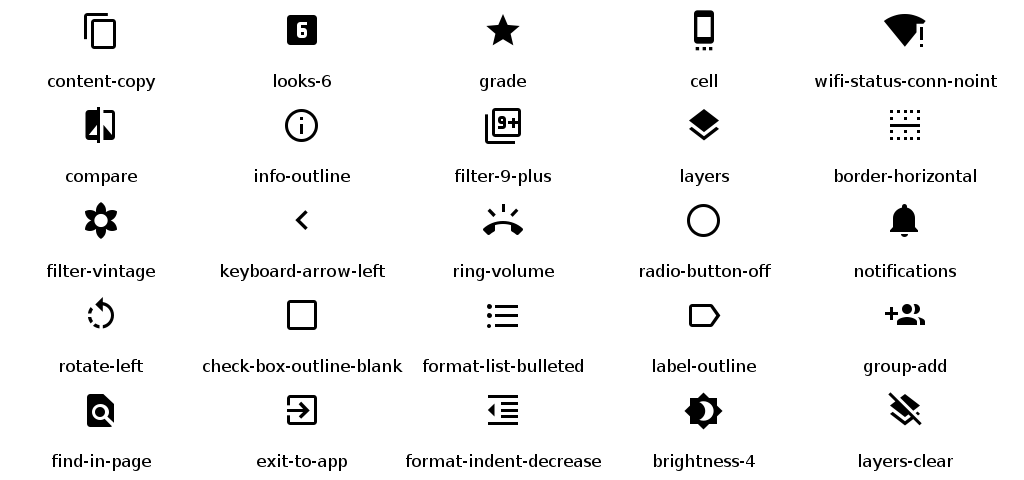 content-copy looks-6 grade cell wifi-status-conn-noint
6
compare info-outline filter-9-plus layers border-horizontal
9+
filter-vintage keyboard-arrow-left ring-volume radio-button-off notifications
rotate-left check-box-outline-blank format-list-bulleted label-outline group-add
find-in-page exit-to-app format-indent-decrease brightness-4 layers-clear